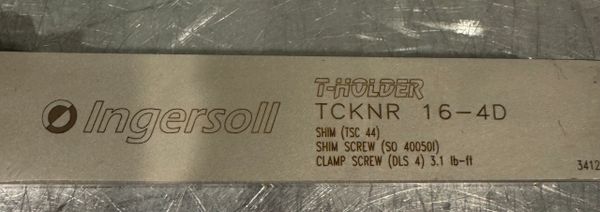 Ingersoll
T-HOLDER
TCKNR 16-4D
SHIM (TSC 44)
SHIM SCREW (SO 40050I)
CLAMP SCREW (DLS 4) 3.1 lb-ft
3412